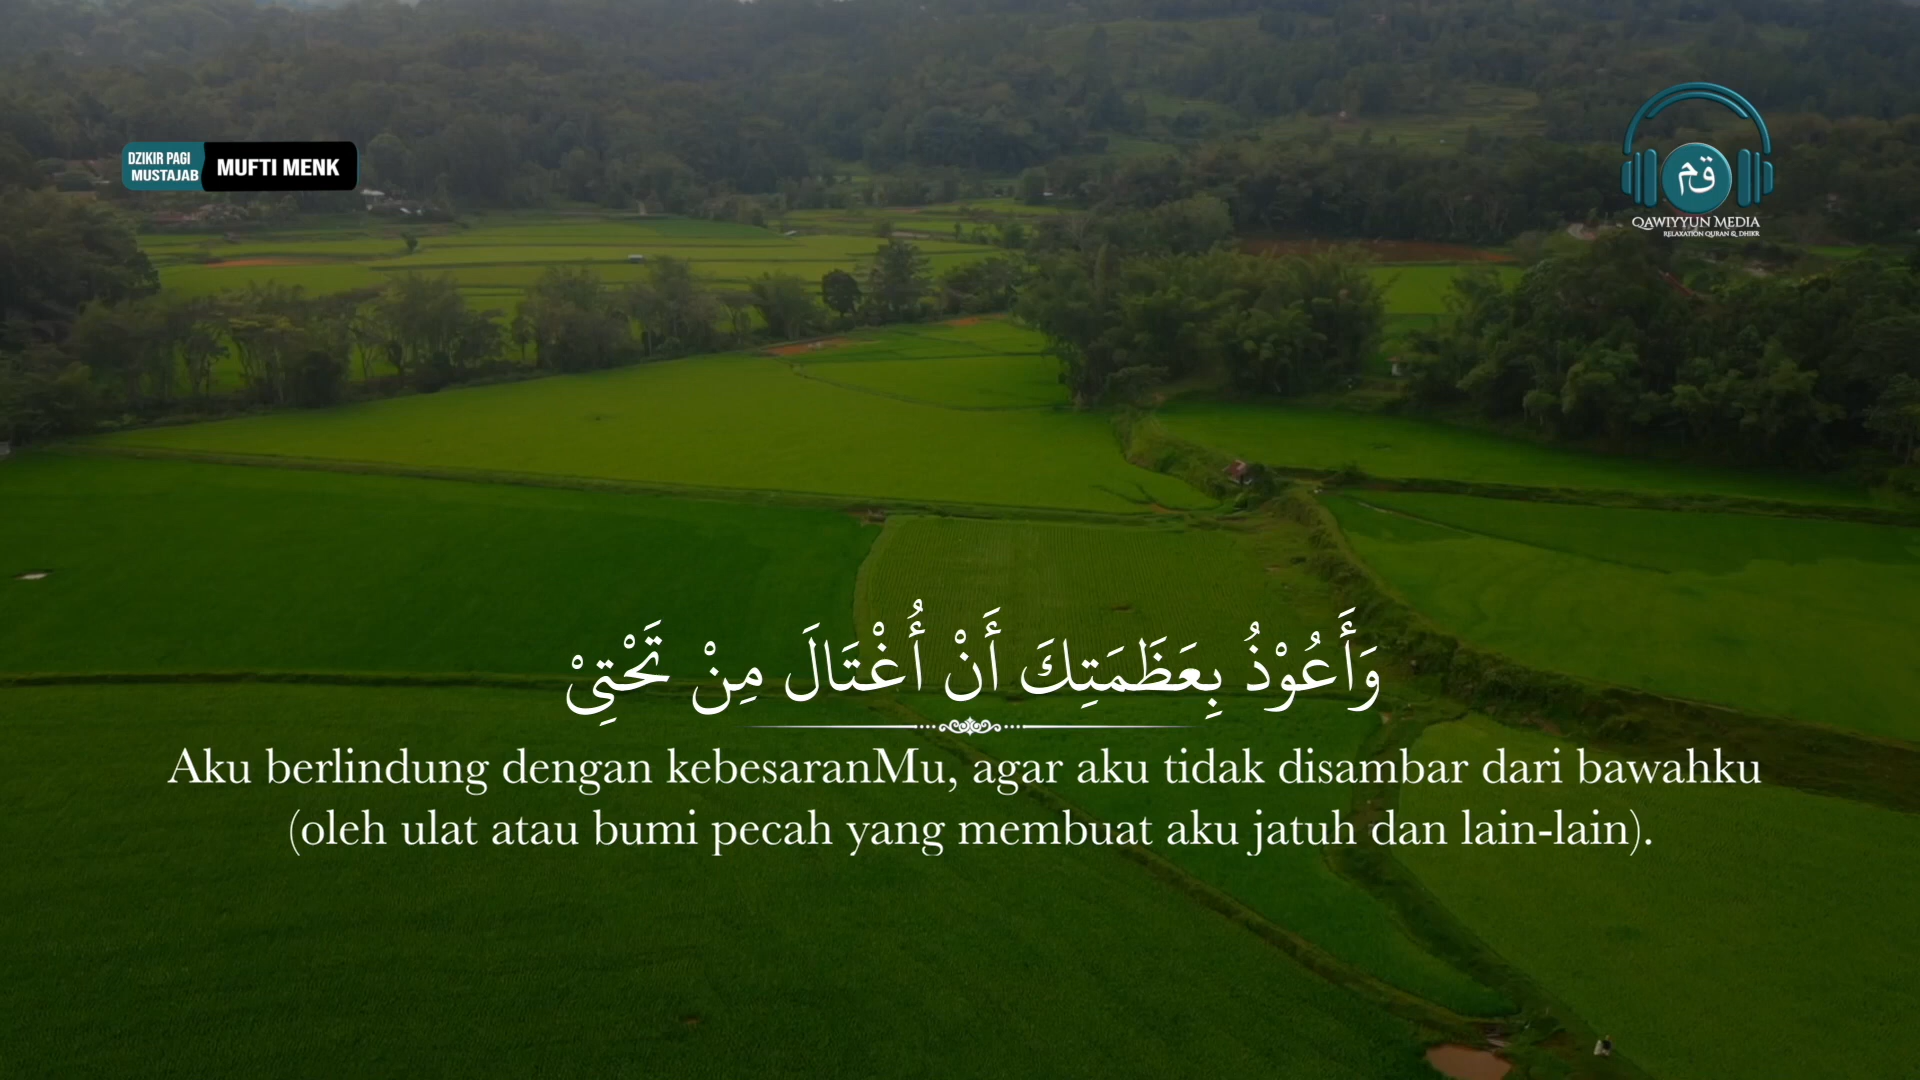 DZIKIR PAGI
MUSTAJAB
MUFTI MENK
قم
QAWIYYUN MEDIA
RELAXATION QURAN & DHIKR
وَأَعُوْذُ بِعَظَمَتِكَ أَنْ أُغْتَالَ مِنْ تَحْتِيْ
Aku berlindung dengan kebesaranMu, agar aku tidak disambar dari bawahku
(oleh ulat atau bumi pecah yang membuat aku jatuh dan lain-lain).